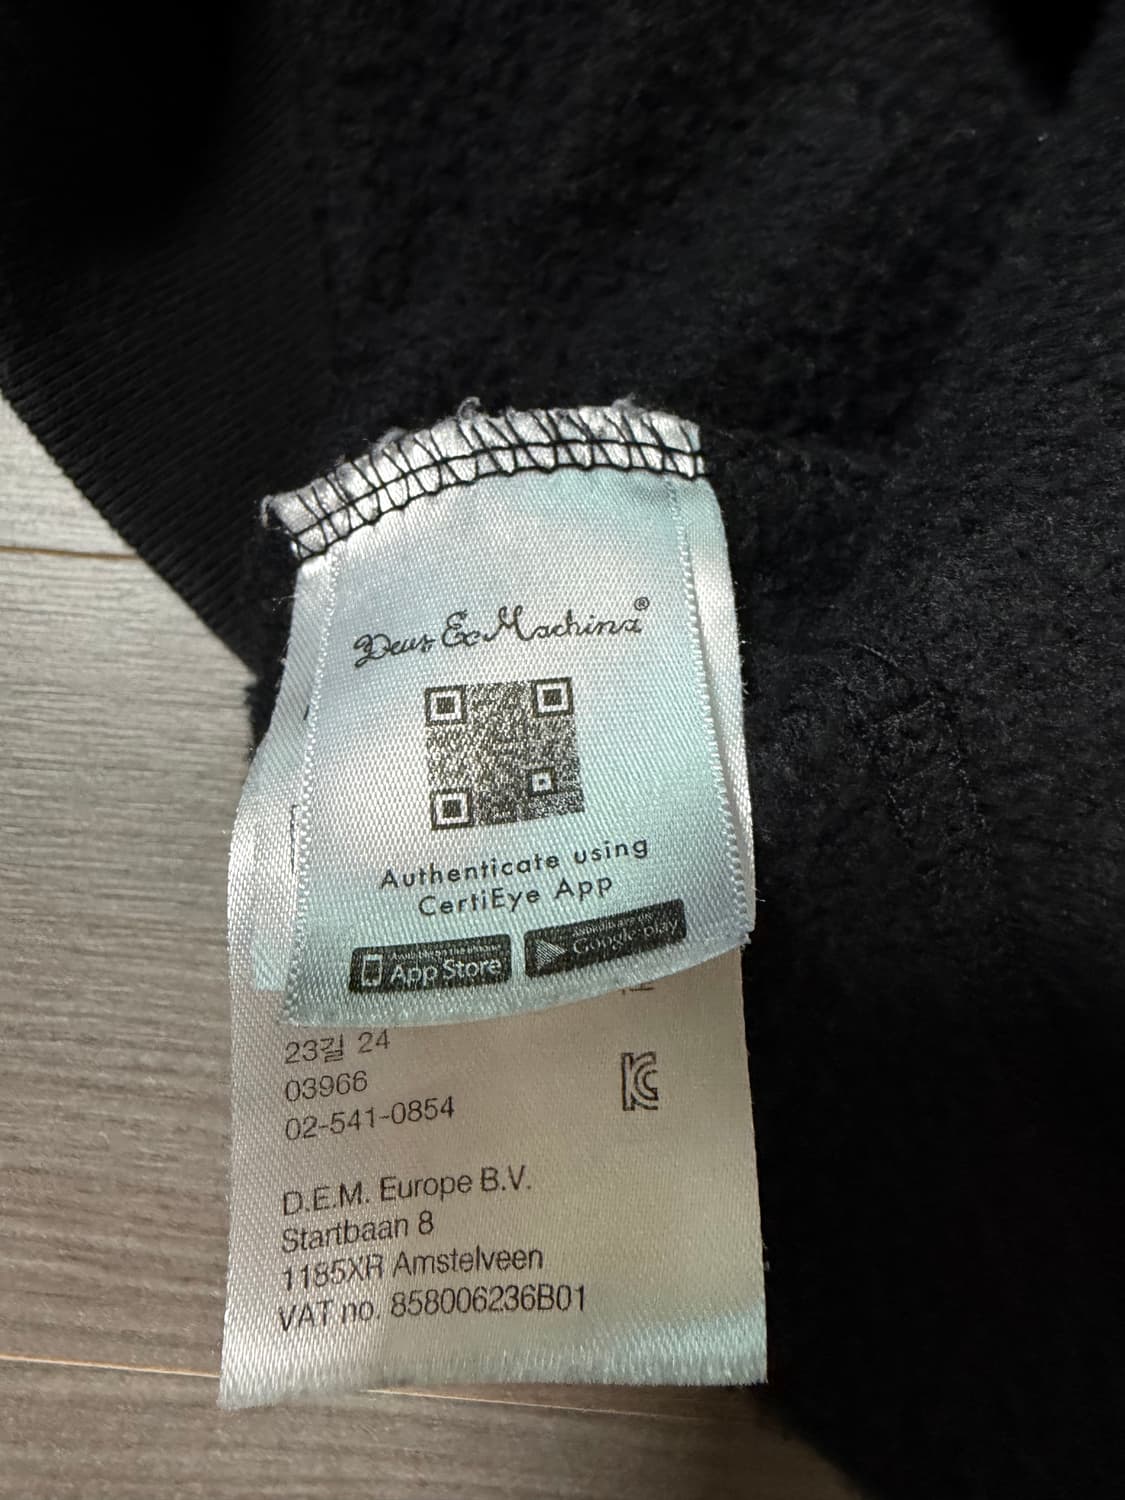 Deus Ex Machina®
Authenticate using
CertiEye App
App Store
Google play
23길 24
03966
02-541-0854
D.E.M. Europe B.V.
Startbaan 8
1185XR Amstelveen
VAT no. 858006236B01